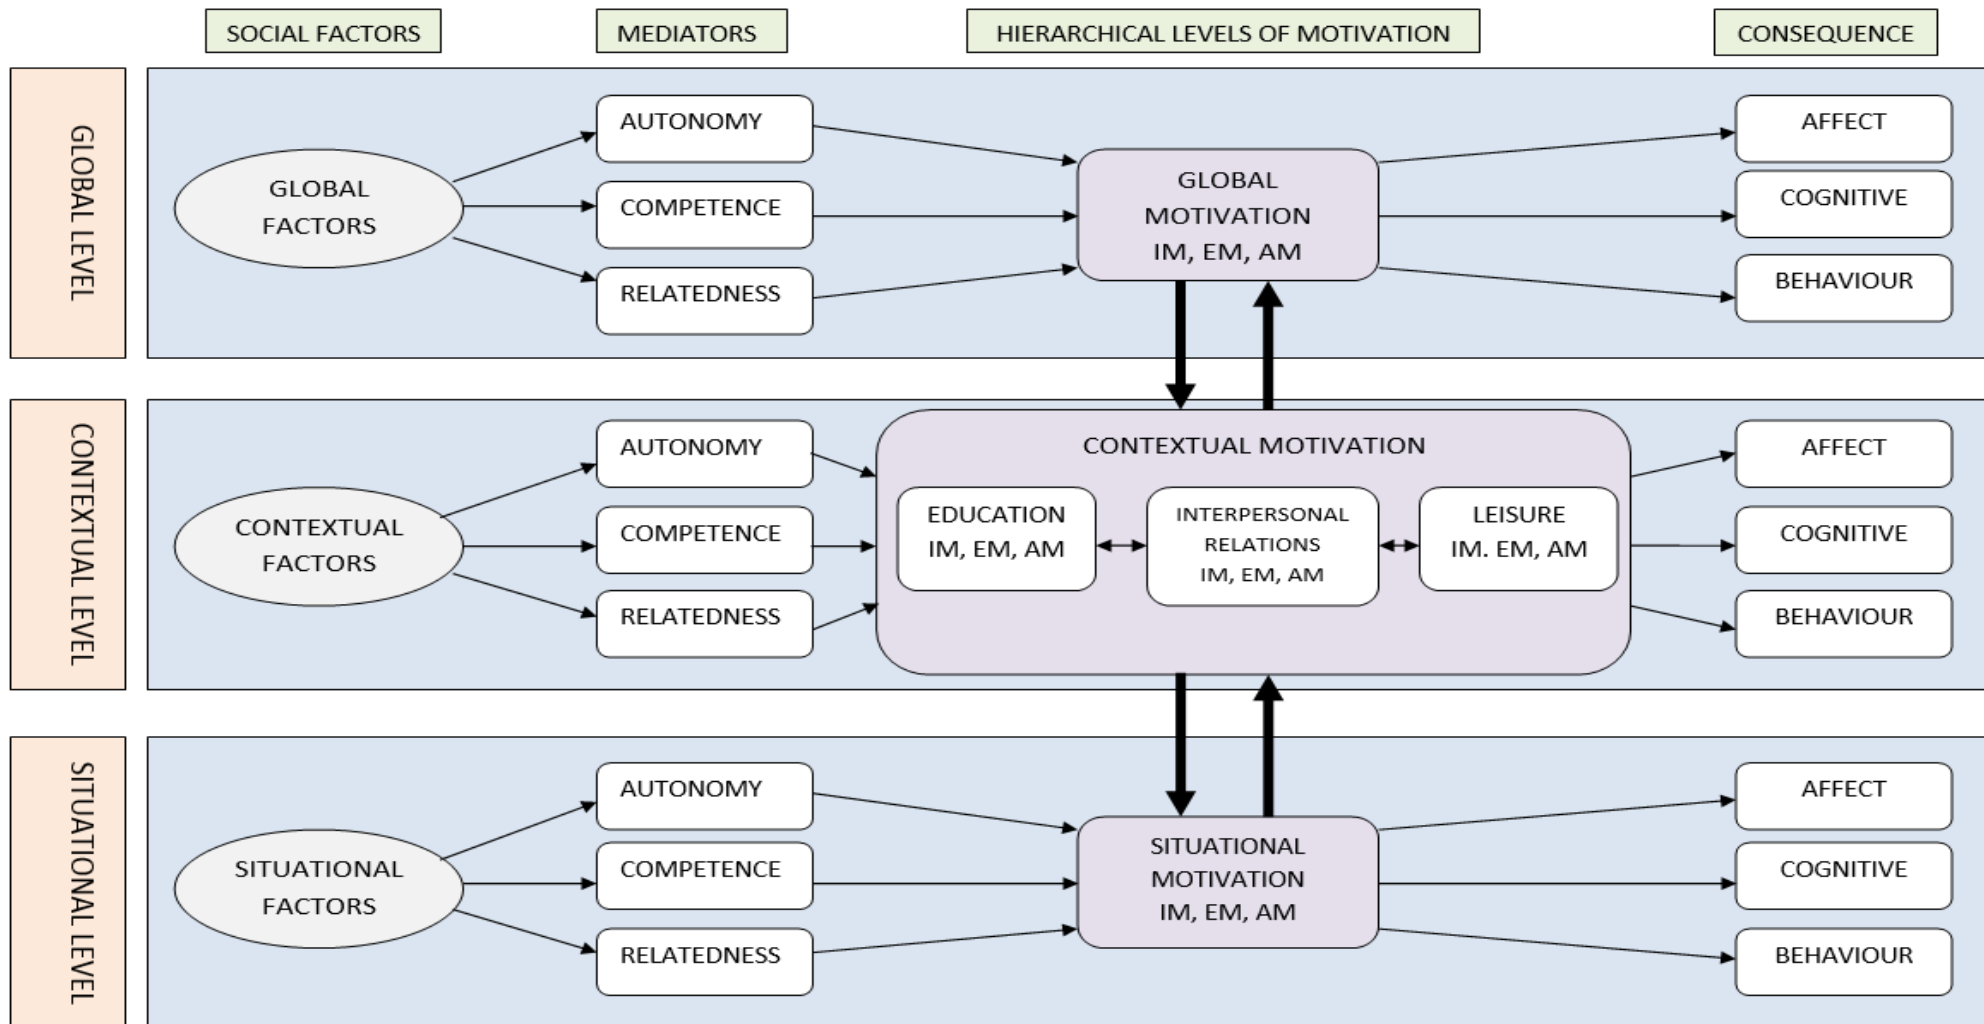 SOCIAL FACTORS
MEDIATORS
HIERARCHICAL LEVELS OF MOTIVATION
CONSEQUENCE
GLOBAL LEVEL
GLOBAL
FACTORS
AUTONOMY
COMPETENCE
RELATEDNESS
GLOBAL
MOTIVATION
IM, EM, AM
AFFECT
COGNITIVE
BEHAVIOUR
CONTEXTUAL LEVEL
CONTEXTUAL
FACTORS
AUTONOMY
COMPETENCE
RELATEDNESS
CONTEXTUAL MOTIVATION
EDUCATION
IM, EM, AM
INTERPERSONAL
RELATIONS
IM, EM, AM
LEISURE
IM. EM, AM
AFFECT
COGNITIVE
BEHAVIOUR
SITUATIONAL LEVEL
SITUATIONAL
FACTORS
AUTONOMY
COMPETENCE
RELATEDNESS
SITUATIONAL
MOTIVATION
IM, EM, AM
AFFECT
COGNITIVE
BEHAVIOUR